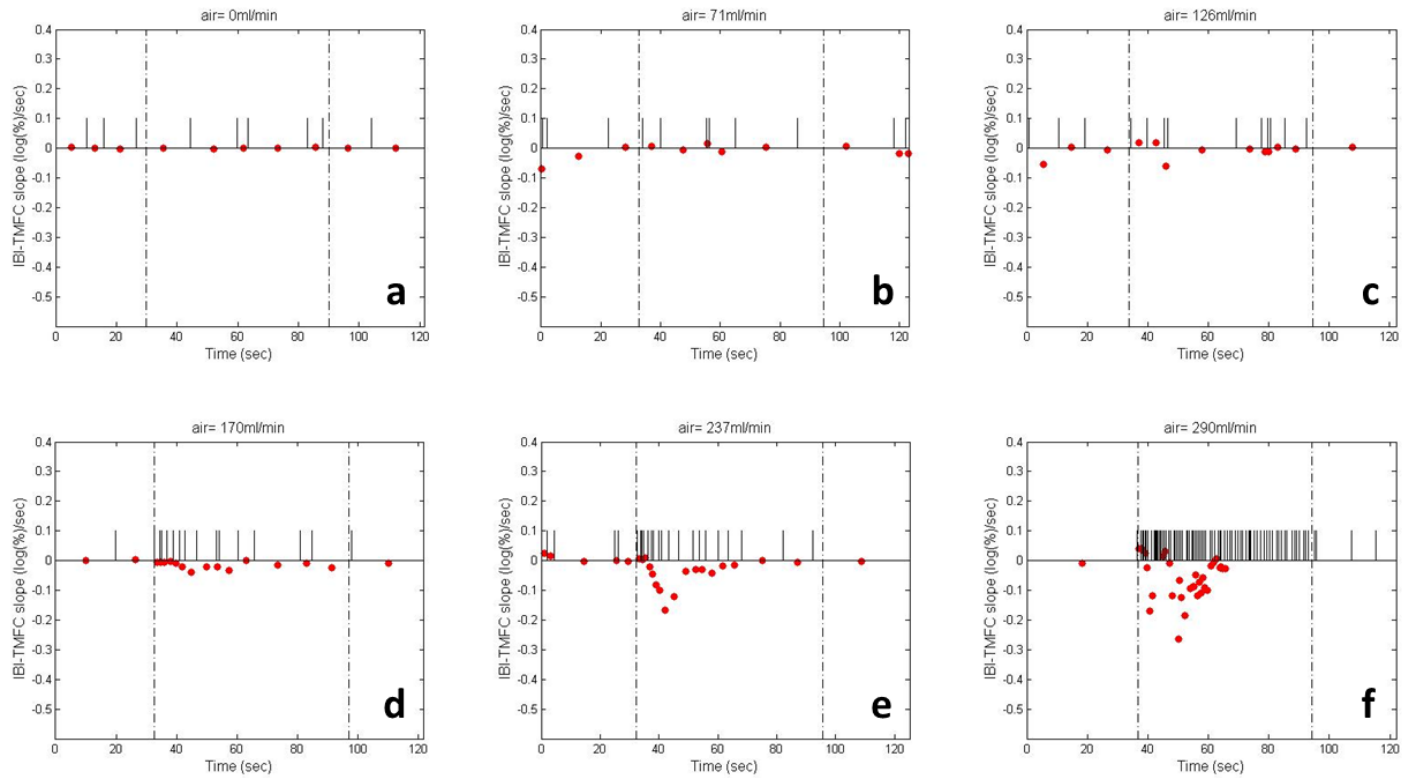 air= 0ml/min
IBI-TMFC slope (log(%)/sec)
0.4
0.3
0.2
0.1
0
-0.1
-0.2
-0.3
-0.4
-0.5
a
0 20 40 60 80 100 120
Time (sec)
air= 71ml/min
IBI-TMFC slope (log(%)/sec)
0.4
0.3
0.2
0.1
0
-0.1
-0.2
-0.3
-0.4
-0.5
b
0 20 40 60 80 100 120
Time (sec)
air= 126ml/min
IBI-TMFC slope (log(%)/sec)
0.4
0.3
0.2
0.1
0
-0.1
-0.2
-0.3
-0.4
-0.5
c
0 20 40 60 80 100 120
Time (sec)
air= 170ml/min
IBI-TMFC slope (log(%)/sec)
0.4
0.3
0.2
0.1
0
-0.1
-0.2
-0.3
-0.4
-0.5
d
0 20 40 60 80 100 120
Time (sec)
air= 237ml/min
IBI-TMFC slope (log(%)/sec)
0.4
0.3
0.2
0.1
0
-0.1
-0.2
-0.3
-0.4
-0.5
e
0 20 40 60 80 100 120
Time (sec)
air= 290ml/min
IBI-TMFC slope (log(%)/sec)
0.4
0.3
0.2
0.1
0
-0.1
-0.2
-0.3
-0.4
-0.5
f
0 20 40 60 80 100 120
Time (sec)